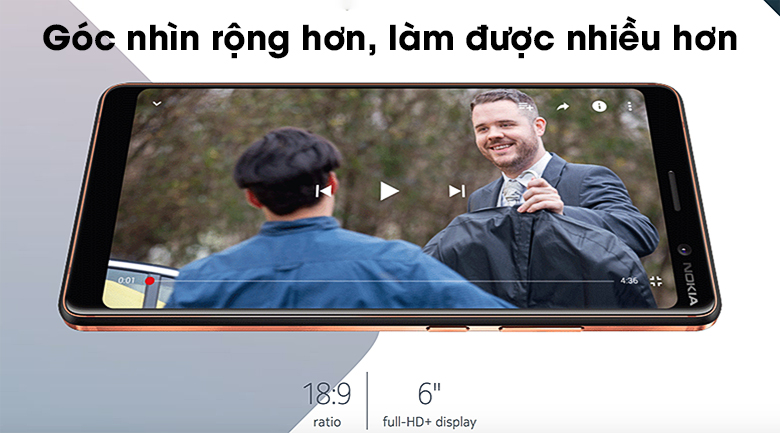 Góc nhìn rộng hơn, làm được nhiều hơn
0:01
4:36
NOKIA
18:9
ratio
6"
full-HD+ display